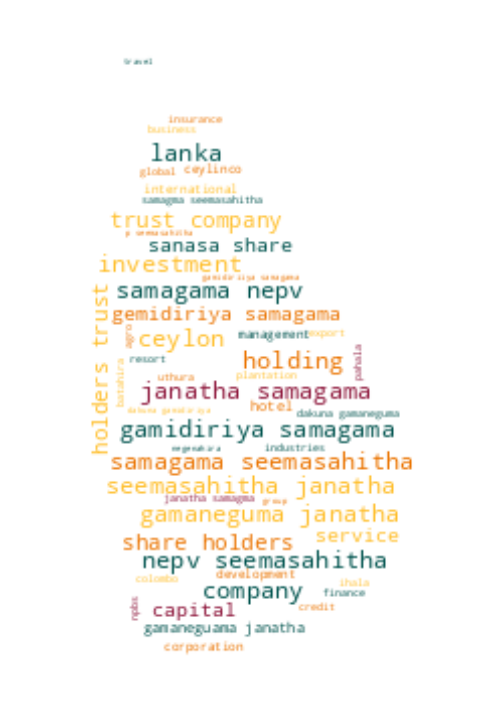 travel
insurance
business
lanka
global ceylinco
international
samagma seemasahitha
trust company
p seemasahitha
sanasa share
investment
gamidiriya samagama
samagama nepv
holders trust
gemidiriya samagama
agro
ceylon
management export
resort
holding
pahala
batahira
uthura
plantation
janatha samagama
hotel
dakuna gamidiriya
dakuna gamaneguma
gamidiriya samagama
negenahira
industries
samagama seemasahitha
seemasahitha janatha
janatha samagma
group
gamaneguma janatha
service
share holders
nepv seemasahitha
development
colombo
ihala
company
finance
npbs
capital
credit
gamaneguama janatha
corporation